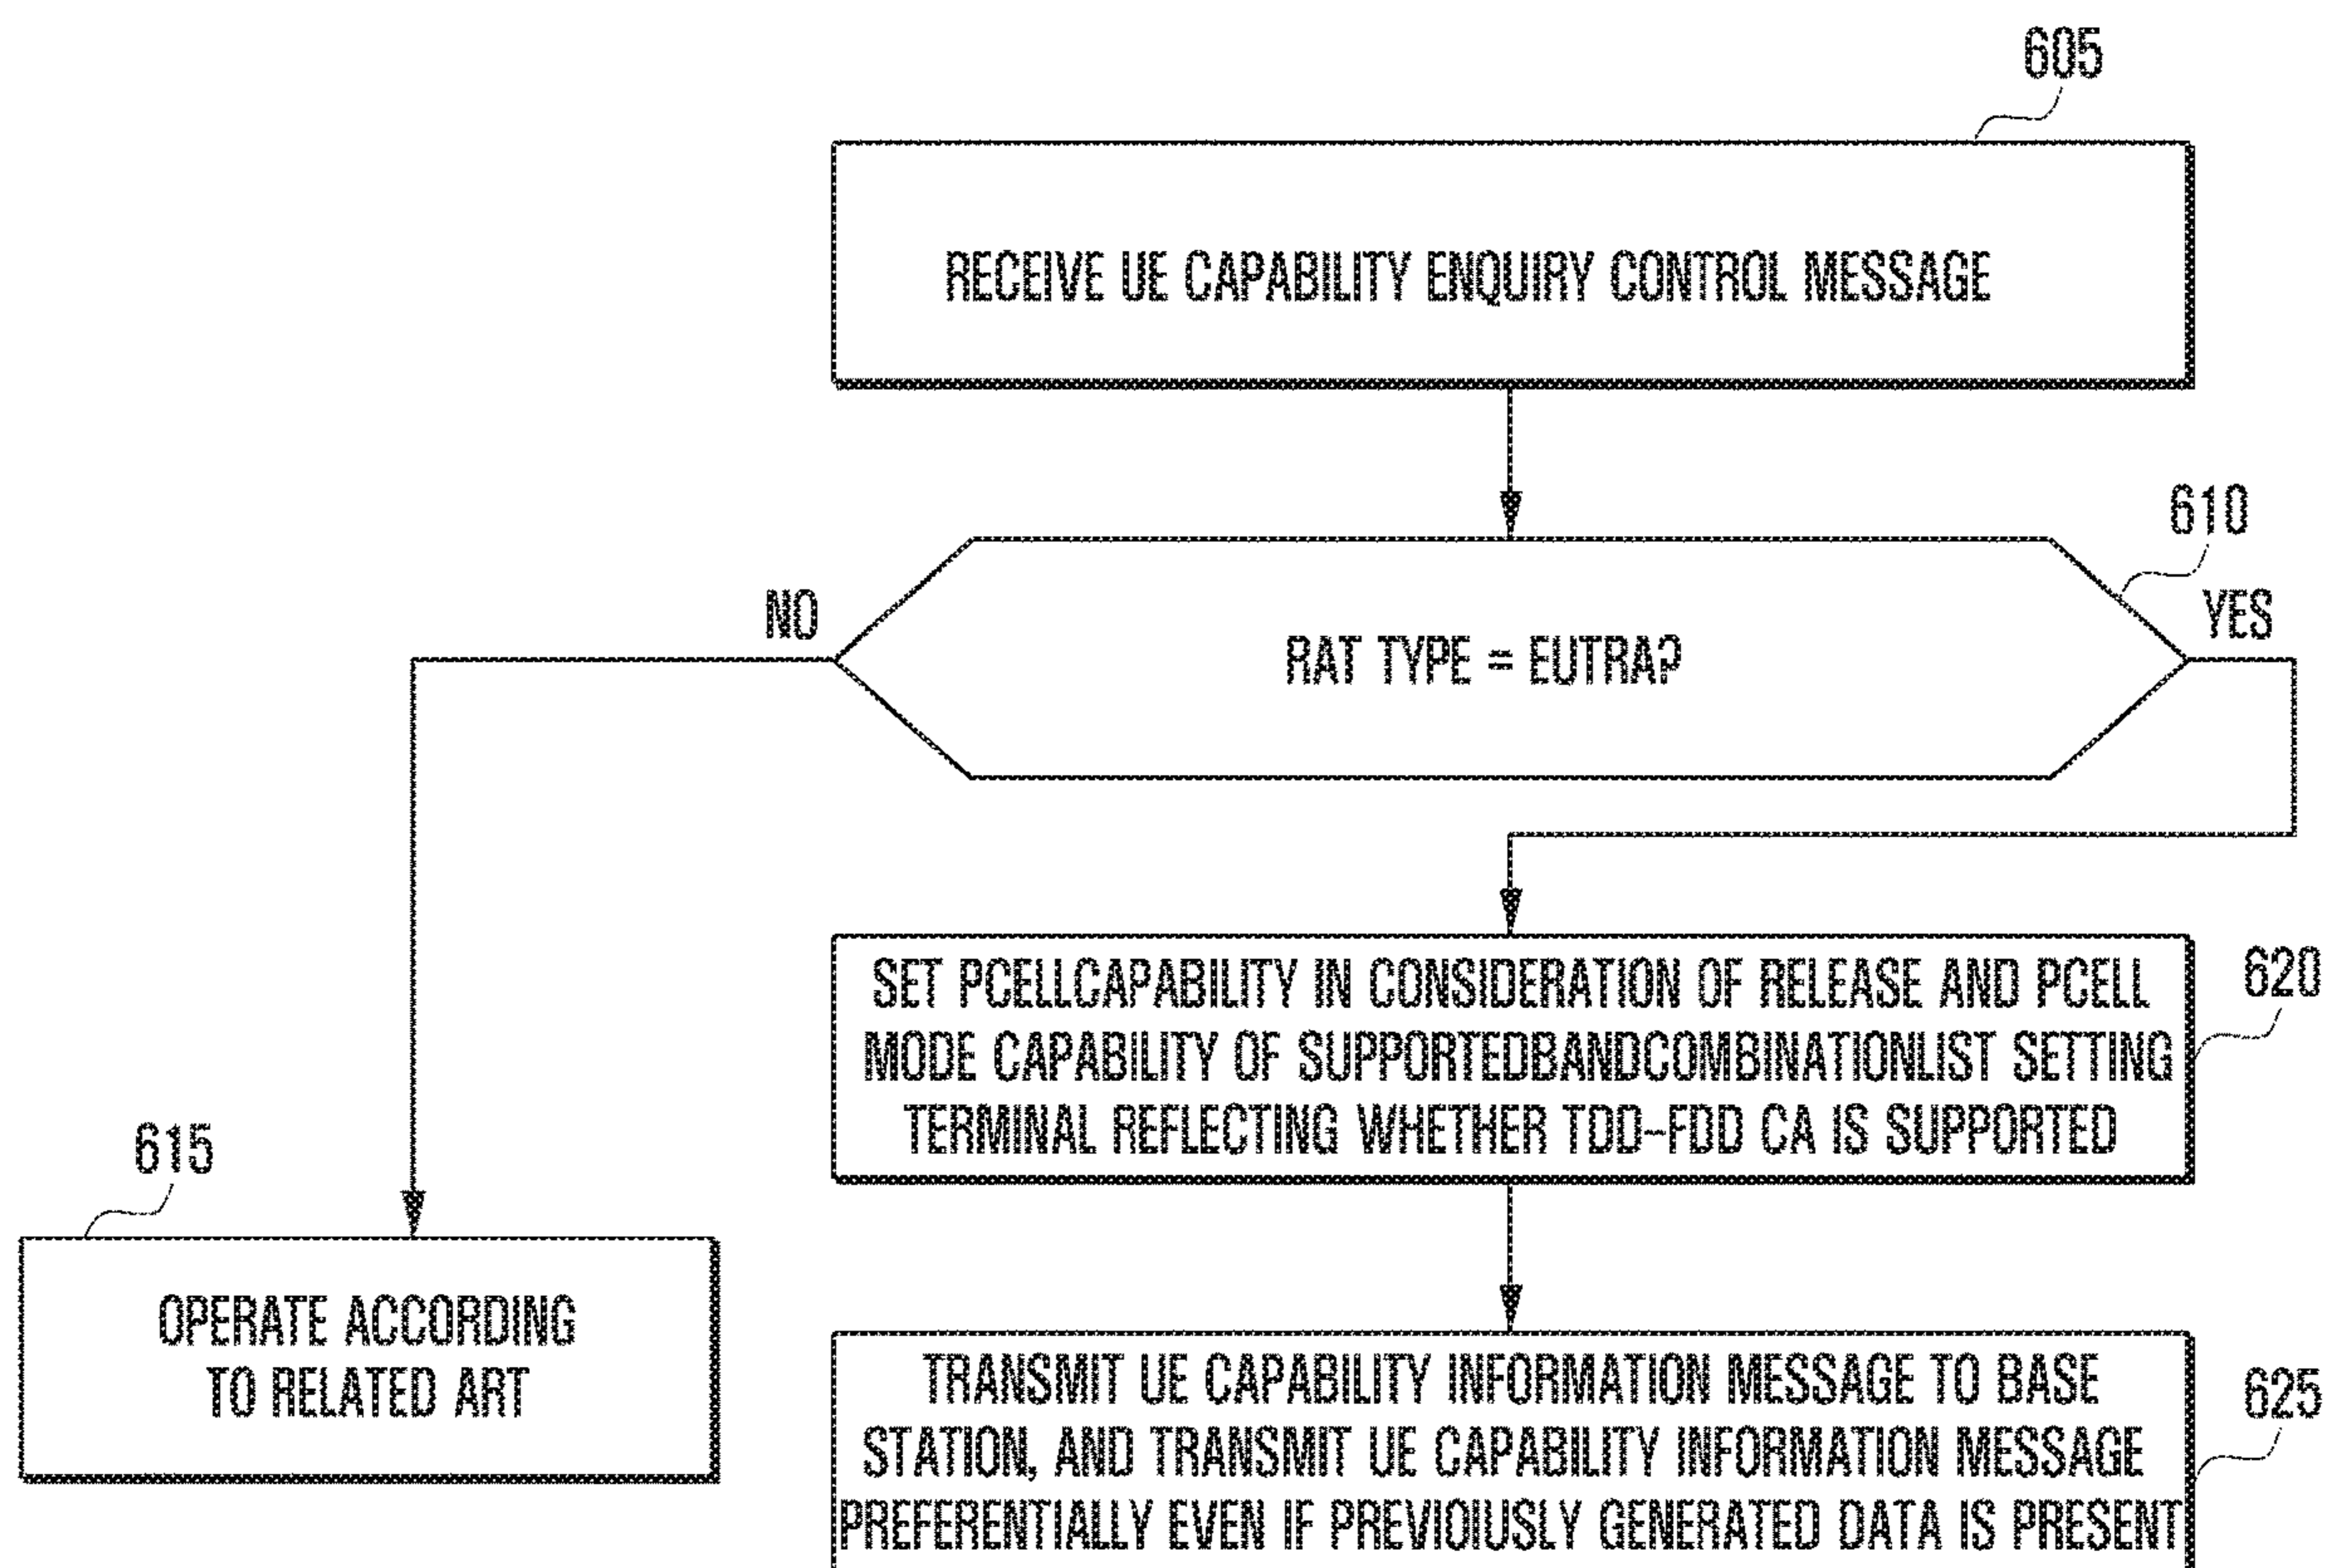 605
RECEIVE UE CAPABILITY ENQUIRY CONTROL MESSAGE
610
NO
YES
RAT TYPE = EUTRA?
SET PCELLCAPABILITY IN CONSIDERATION OF RELEASE AND PCELL
MODE CAPABILITY OF SUPPORTEDBANDCOMBINATIONLIST SETTING
TERMINAL REFLECTING WHETHER TDD-FDD CA IS SUPPORTED
620
615
OPERATE ACCORDING
TO RELATED ART
TRANSMIT UE CAPABILITY INFORMATION MESSAGE TO BASE
STATION, AND TRANSMIT UE CAPABILITY INFORMATION MESSAGE
PREFERENTIALLY EVEN IF PREVIOIUSLY GENERATED DATA IS PRESENT
625